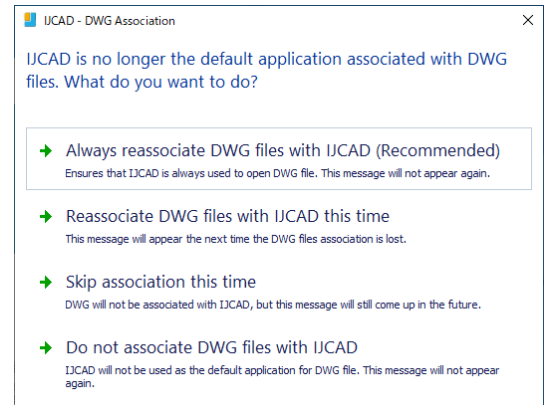 IJCAD - DWG Association
IJCAD is no longer the default application associated with DWG
files. What do you want to do?
Always reassociate DWG files with IJCAD (Recommended)
Ensures that IJCAD is always used to open DWG file. This message will not appear again.
Reassociate DWG files with IJCAD this time
This message will appear the next time the DWG files association is lost.
Skip association this time
DWG will not be associated with IJCAD, but this message will still come up in the future.
Do not associate DWG files with IJCAD
IJCAD will not be used as the default application for DWG file. This message will not appear
again.